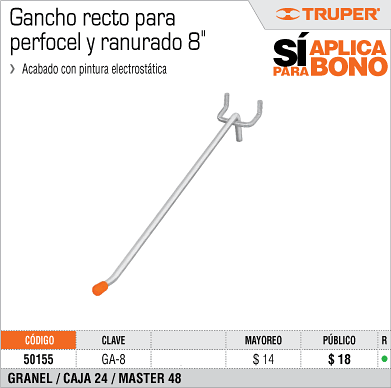 Gancho recto para
perfocel y ranurado 8"
❯ Acabado con pintura electrostática
TRUPER®
SÍ APLICA
PARA BONO
CÓDIGO CLAVE MAYOREO PÚBLICO R
50155 GA-8 $ 14 $ 18 ●
GRANEL / CAJA 24 / MASTER 48